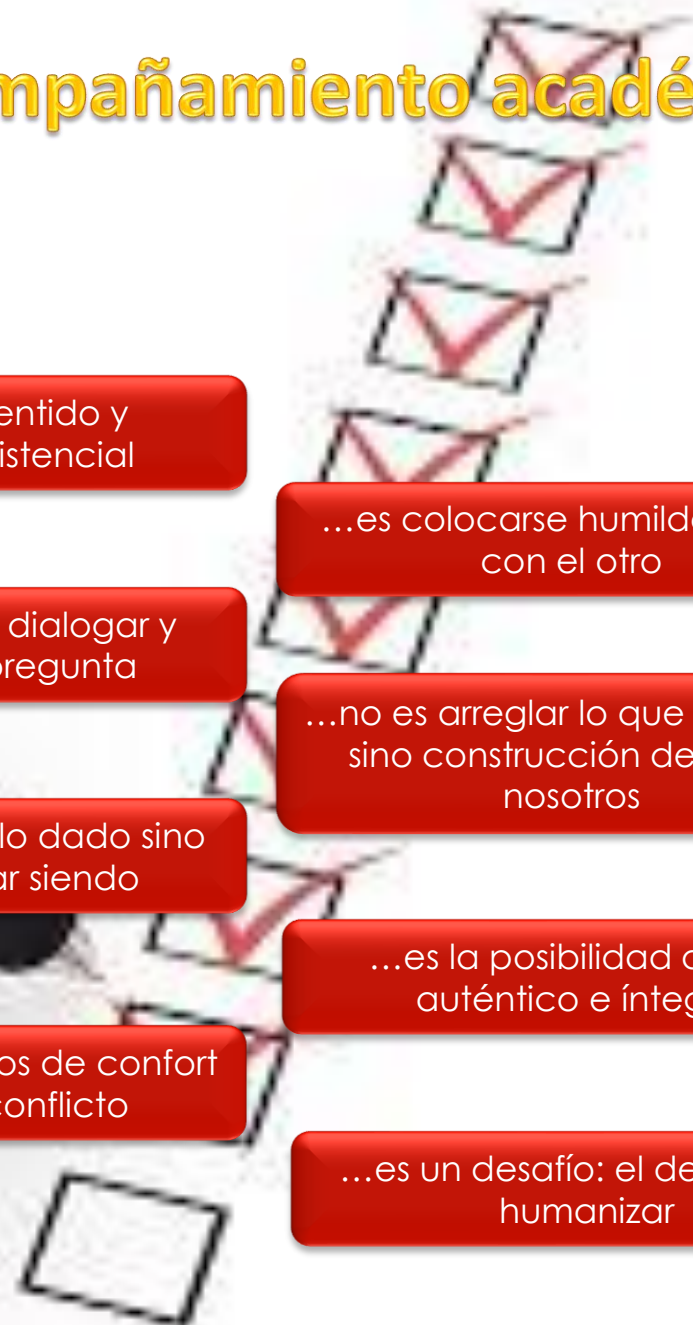 mpañamiento acadé
entido y
istencial
…es colocarse humild
con el otro
dialogar y
pregunta
…no es arreglar lo que
sino construcción de
nosotros
lo dado sino
ar siendo
…es la posibilidad
auténtico e ínteg
os de confort
conflicto
…es un desafío: el de
humanizar